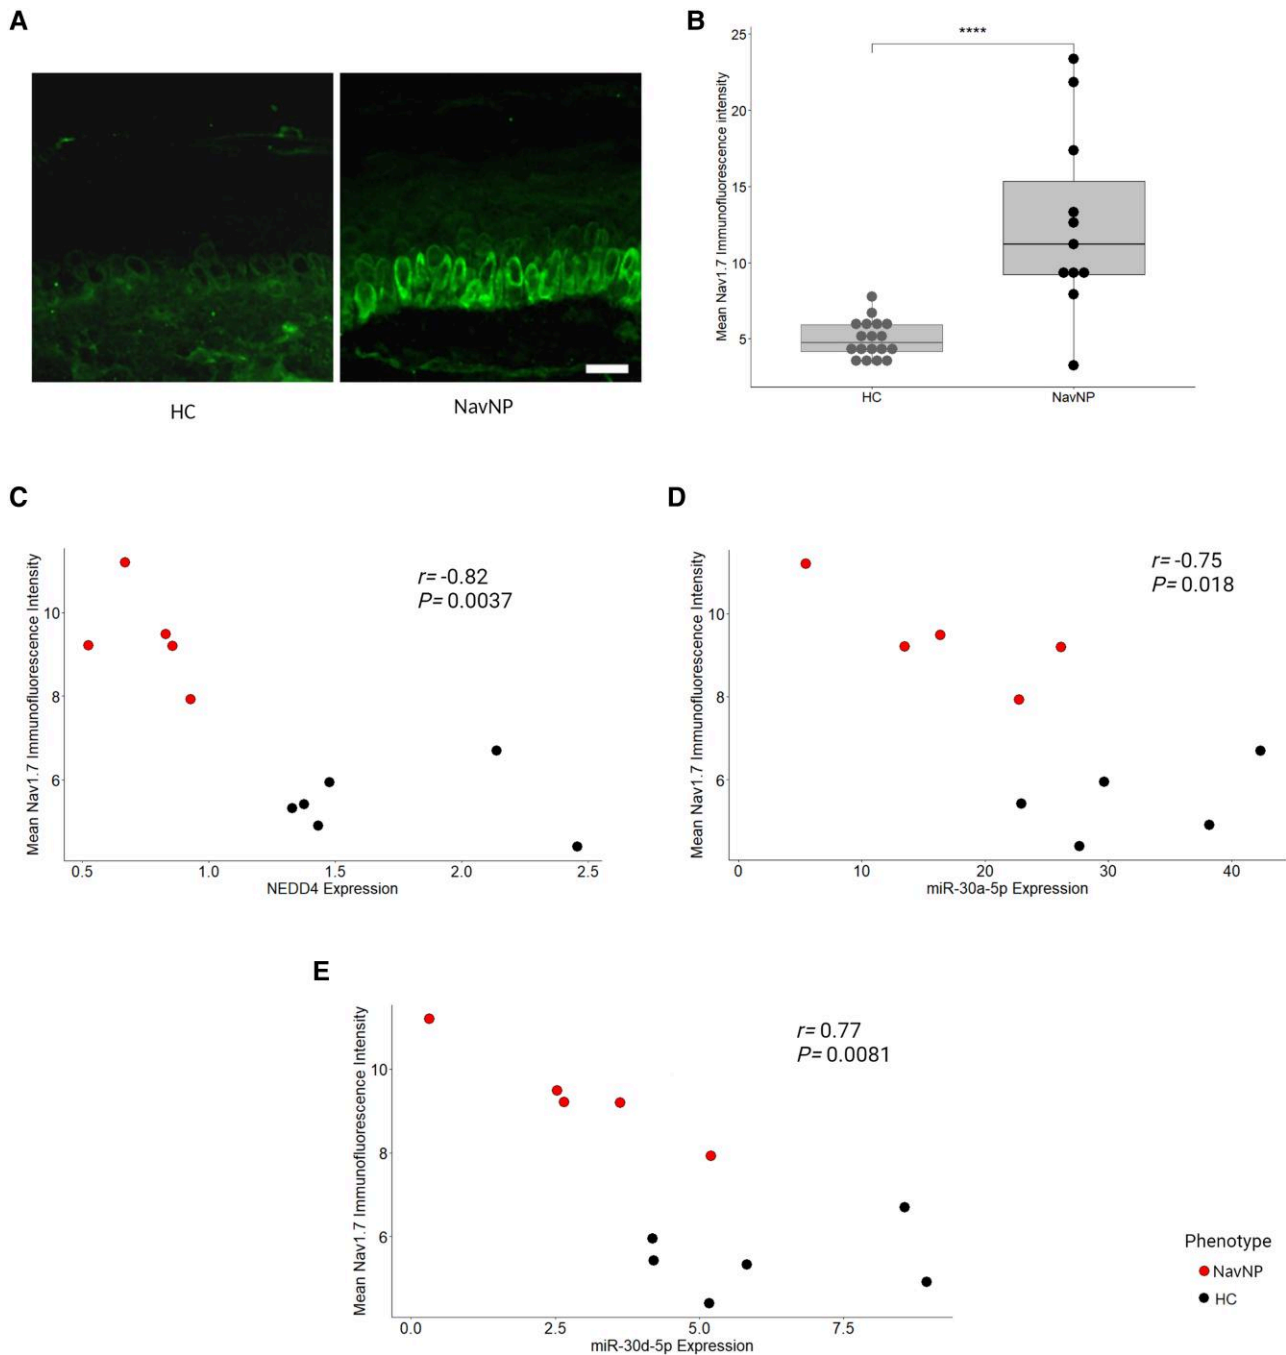 A
HC
NavNP
B
Mean Nav1.7 Immunofluorescence intensity
25
20
15
10
5
****
HC
NavNP
C
Mean Nav1.7 Immunofluorescence Intensity
10
8
6
r= -0.82
P= 0.0037
0.5 1.0 1.5 2.0 2.5
NEDD4 Expression
D
Mean Nav1.7 Immunofluorescence Intensity
10
8
6
r= -0.75
P= 0.018
0 10 20 30 40
miR-30a-5p Expression
E
Mean Nav1.7 Immunofluorescence Intensity
10
8
6
r= 0.77
P= 0.0081
0.0 2.5 5.0 7.5
miR-30d-5p Expression
Phenotype
NavNP
HC